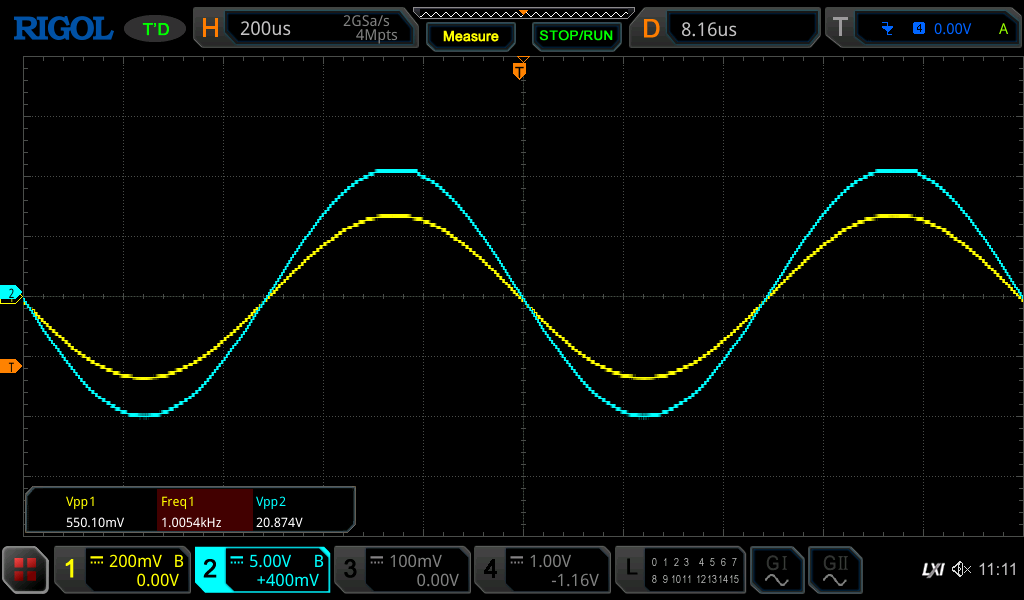 RIGOL T'D H 200us 2GSa/s 4Mpts Measure STOP/RUN D 8.16us T 4 0.00V A
T
2
T
Vpp1 Freq1 Vpp2
550.10mV 1.0054kHz 20.874V
1 200mV B 0.00V
2 5.00V B +400mV
3 100mV 0.00V
4 1.00V -1.16V
L 0 1 2 3 4 5 6 7
8 9 10 11 12 13 14 15
GI
GII
LXI 11:11